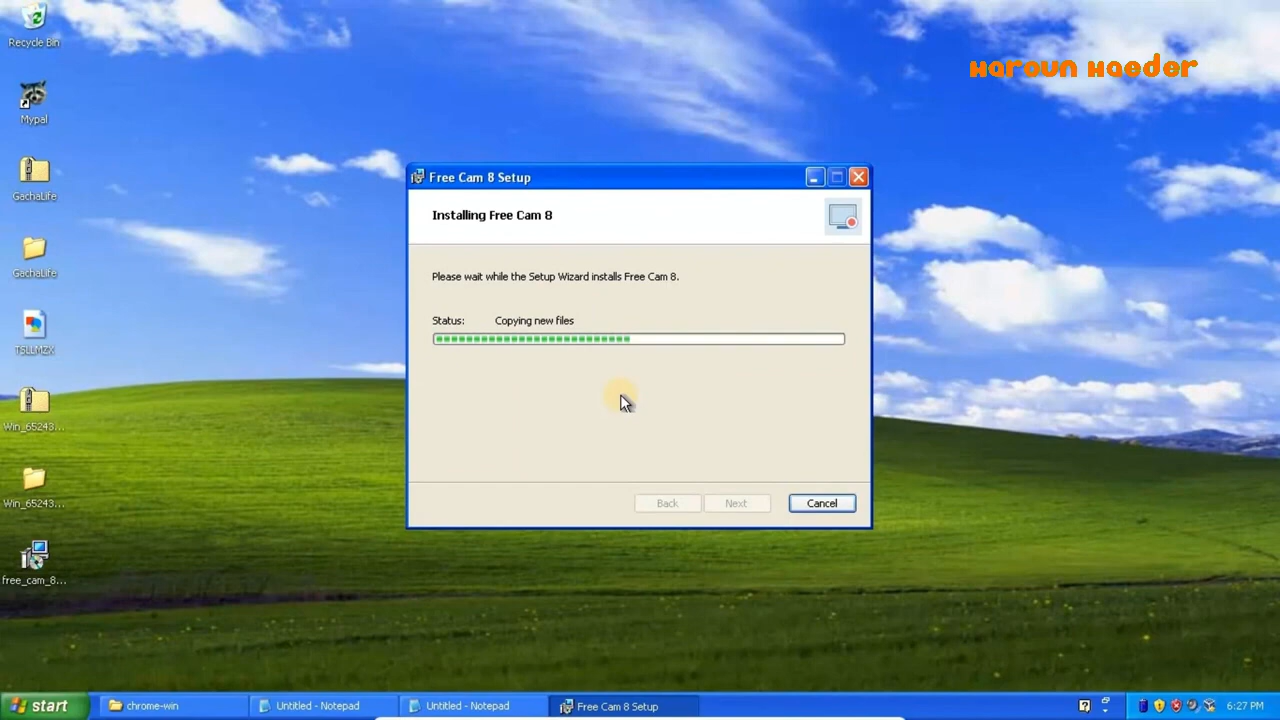 Recycle Bin
Haroun Haeder
Mypal
GachaLife
GachaLife
TSLLMZX
Win_65243...
Win_65243...
free_cam_8...
Free Cam 8 Setup
Installing Free Cam 8
Please wait while the Setup Wizard installs Free Cam 8.
Status: Copying new files
Back Next Cancel
start chrome-win Untitled - Notepad Untitled - Notepad Free Cam 8 Setup 6:27 PM